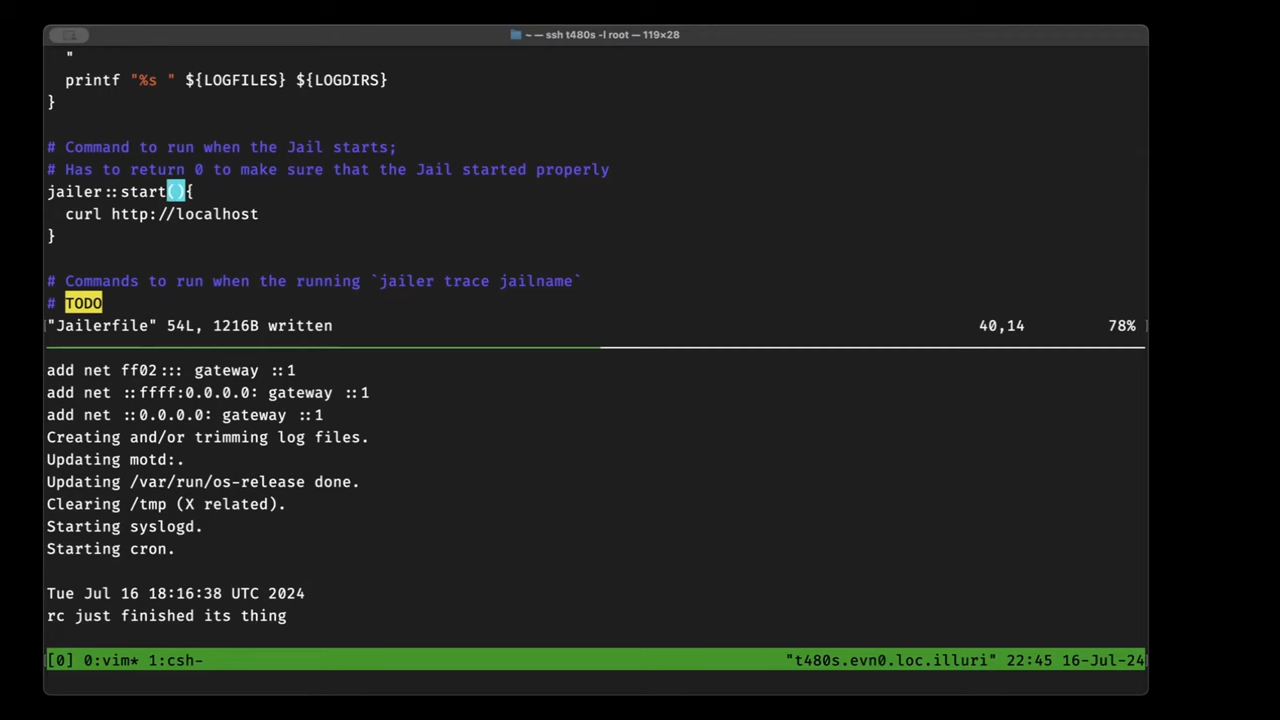 ~ — ssh t480s -l root — 119×28
"
printf "%s " ${LOGFILES} ${LOGDIRS}
}
# Command to run when the Jail starts;
# Has to return 0 to make sure that the Jail started properly
jailer::start(){
curl http://localhost
}
# Commands to run when the running `jailer trace jailname`
# TODO
"Jailerfile" 54L, 1216B written 40,14 78%
add net ff02::: gateway ::1
add net ::ffff:0.0.0.0: gateway ::1
add net ::0.0.0.0: gateway ::1
Creating and/or trimming log files.
Updating motd:.
Updating /var/run/os-release done.
Clearing /tmp (X related).
Starting syslogd.
Starting cron.
Tue Jul 16 18:16:38 UTC 2024
rc just finished its thing
[0] 0:vim* 1:csh- "t480s.evn0.loc.illuri" 22:45 16-Jul-24